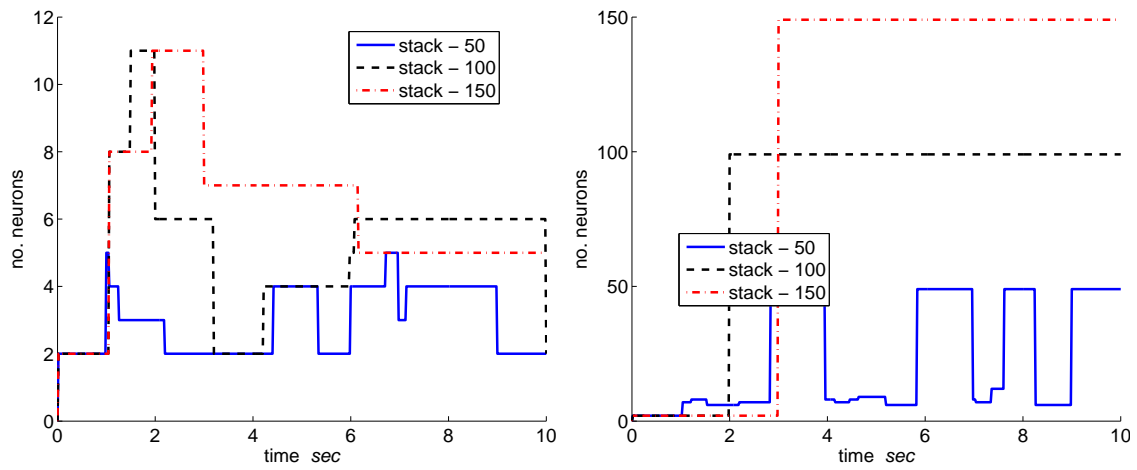 12
10
8
6
4
2
0
no. neurons
0 2 4 6 8 10
time sec
stack – 50
stack – 100
stack – 150
150
100
50
0
no. neurons
0 2 4 6 8 10
time sec
stack – 50
stack – 100
stack – 150